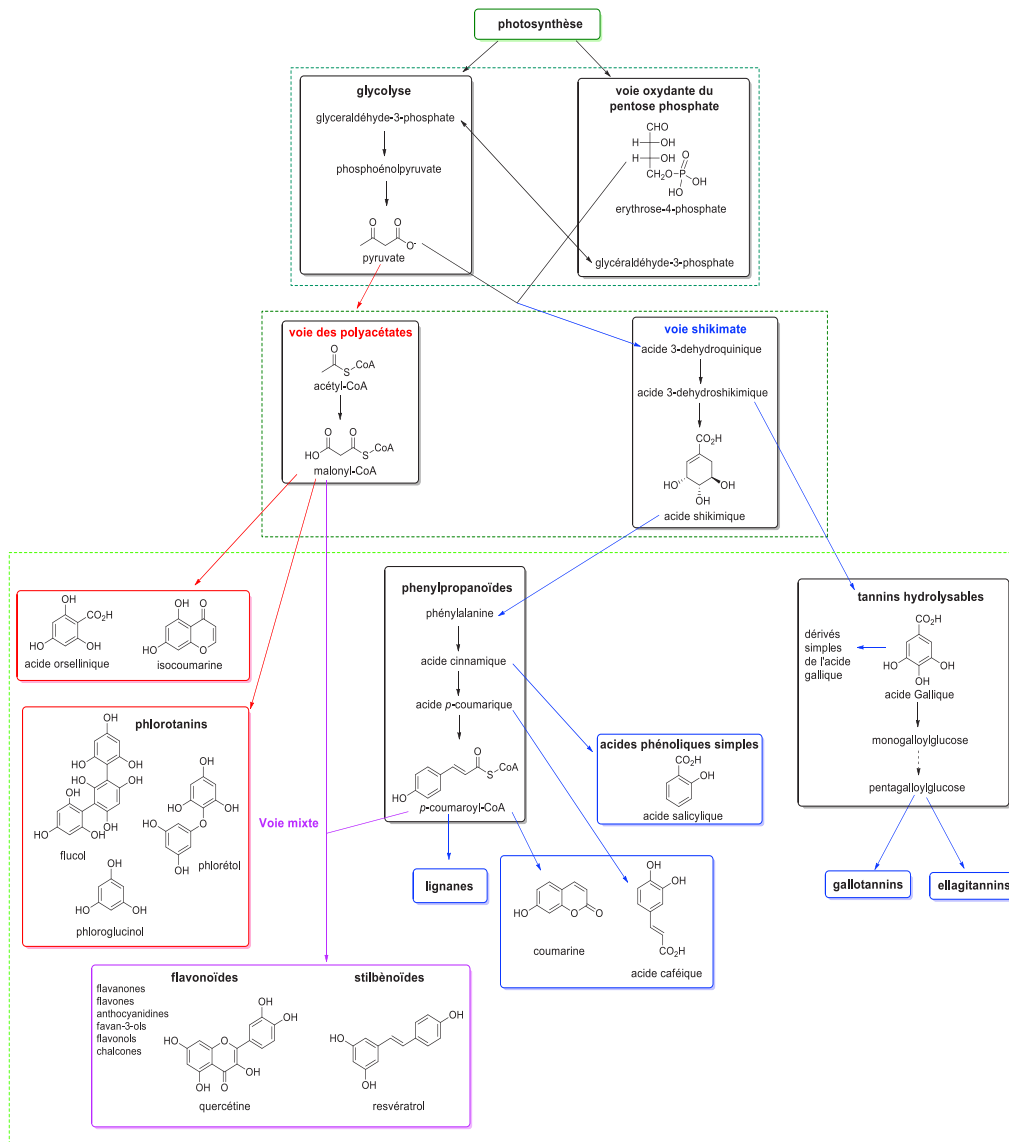 photosynthèse
glycolyse
glyceraldéhyde-3-phosphate
phosphoénolpyruvate
O
O
O-
pyruvate
voie oxydante du
pentose phosphate
CHO
H
OH
H
OH
O
CH2O
P
OH
HO
erythrose-4-phosphate
glycéraldéhyde-3-phosphate
voie des polyacétates
O
S
CoA
acétyl-CoA
O
O
HO
S
CoA
malonyl-CoA
voie shikimate
acide 3-dehydroquinique
acide 3-dehydroshikimique
CO2H
HO
OH
OH
acide shikimique
OH
CO2H
HO
OH
acide orsellinique
OH
O
HO
O
isocoumarine
phlorotanins
OH
HO
OH
HO
OH
OH
HO
OH
OH
flucol
OH
HO
OH
HO
O
OH
phlorétol
OH
HO
OH
phloroglucinol
phenylpropanoïdes
phénylalanine
acide cinnamique
acide p-coumarique
O
S
CoA
HO
p-coumaroyl-CoA
Voie mixte
lignanes
acides phénoliques simples
CO2H
OH
acide salicylique
HO
O
O
coumarine
OH
OH
CO2H
acide caféique
tannins hydrolysables
dérivés
simples
de l'acide
gallique
CO2H
HO
OH
OH
acide Gallique
monogalloylglucose
pentagalloylglucose
gallotannins
ellagitannins
flavonoïdes
flavanones
flavones
anthocyanidines
favan-3-ols
flavonols
chalcones
OH
OH
HO
O
OH
OH
O
quercétine
stilbènoïdes
OH
HO
OH
resvératrol